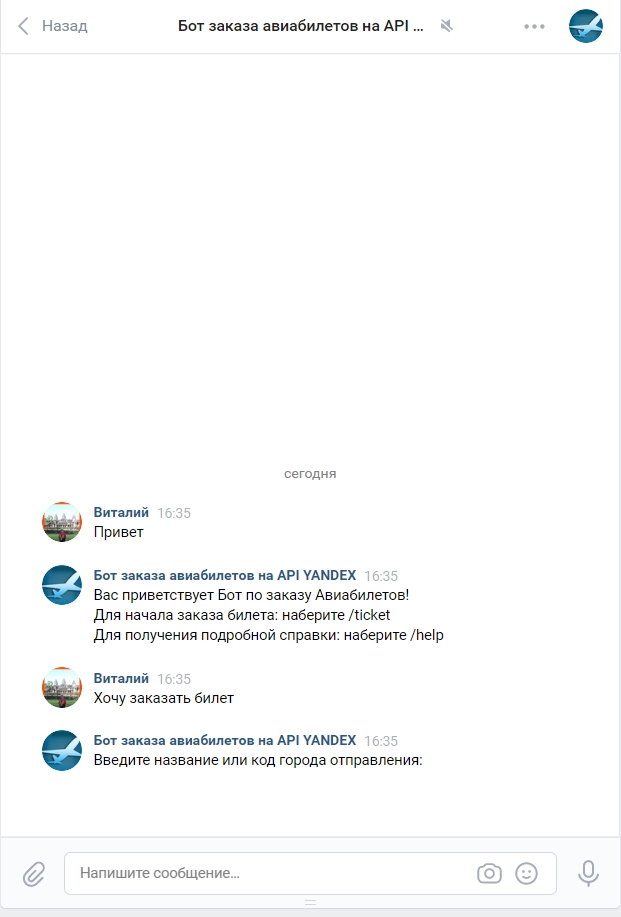 Назад
Бот заказа авиабилетов на API ...
сегодня
Виталий 16:35
Привет
Бот заказа авиабилетов на API YANDEX 16:35
Вас приветствует Бот по заказу Авиабилетов!
Для начала заказа билета: наберите /ticket
Для получения подробной справки: наберите /help
Виталий 16:35
Хочу заказать билет
Бот заказа авиабилетов на API YANDEX 16:35
Введите название или код города отправления:
Напишите сообщение...